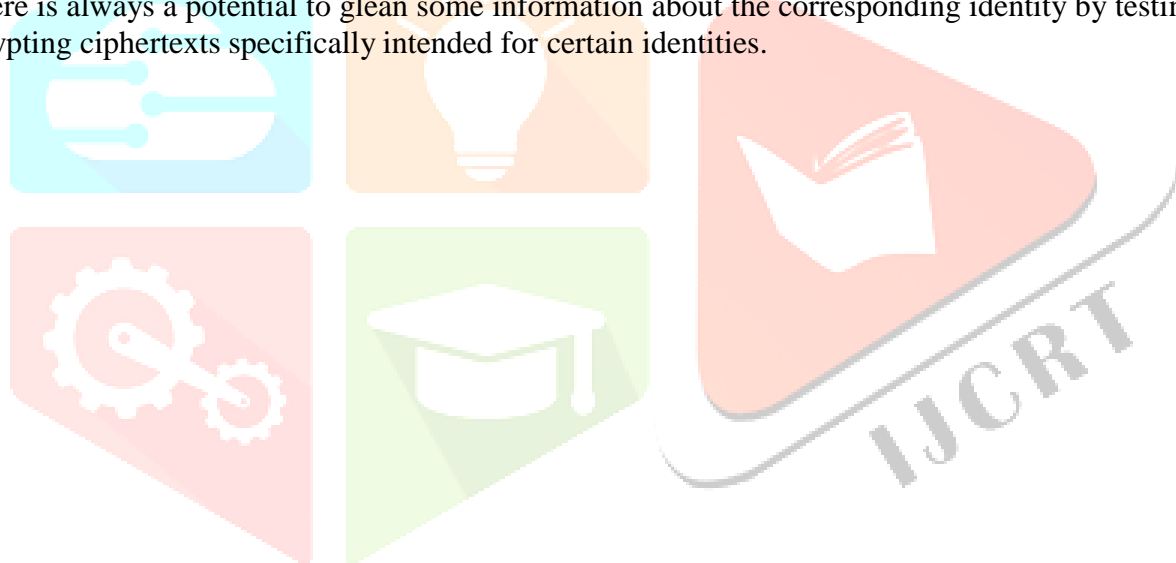 ere is always a potential to glean some information about the corresponding identity by testin
ypting ciphertexts specifically intended for certain identities.
IJCRT